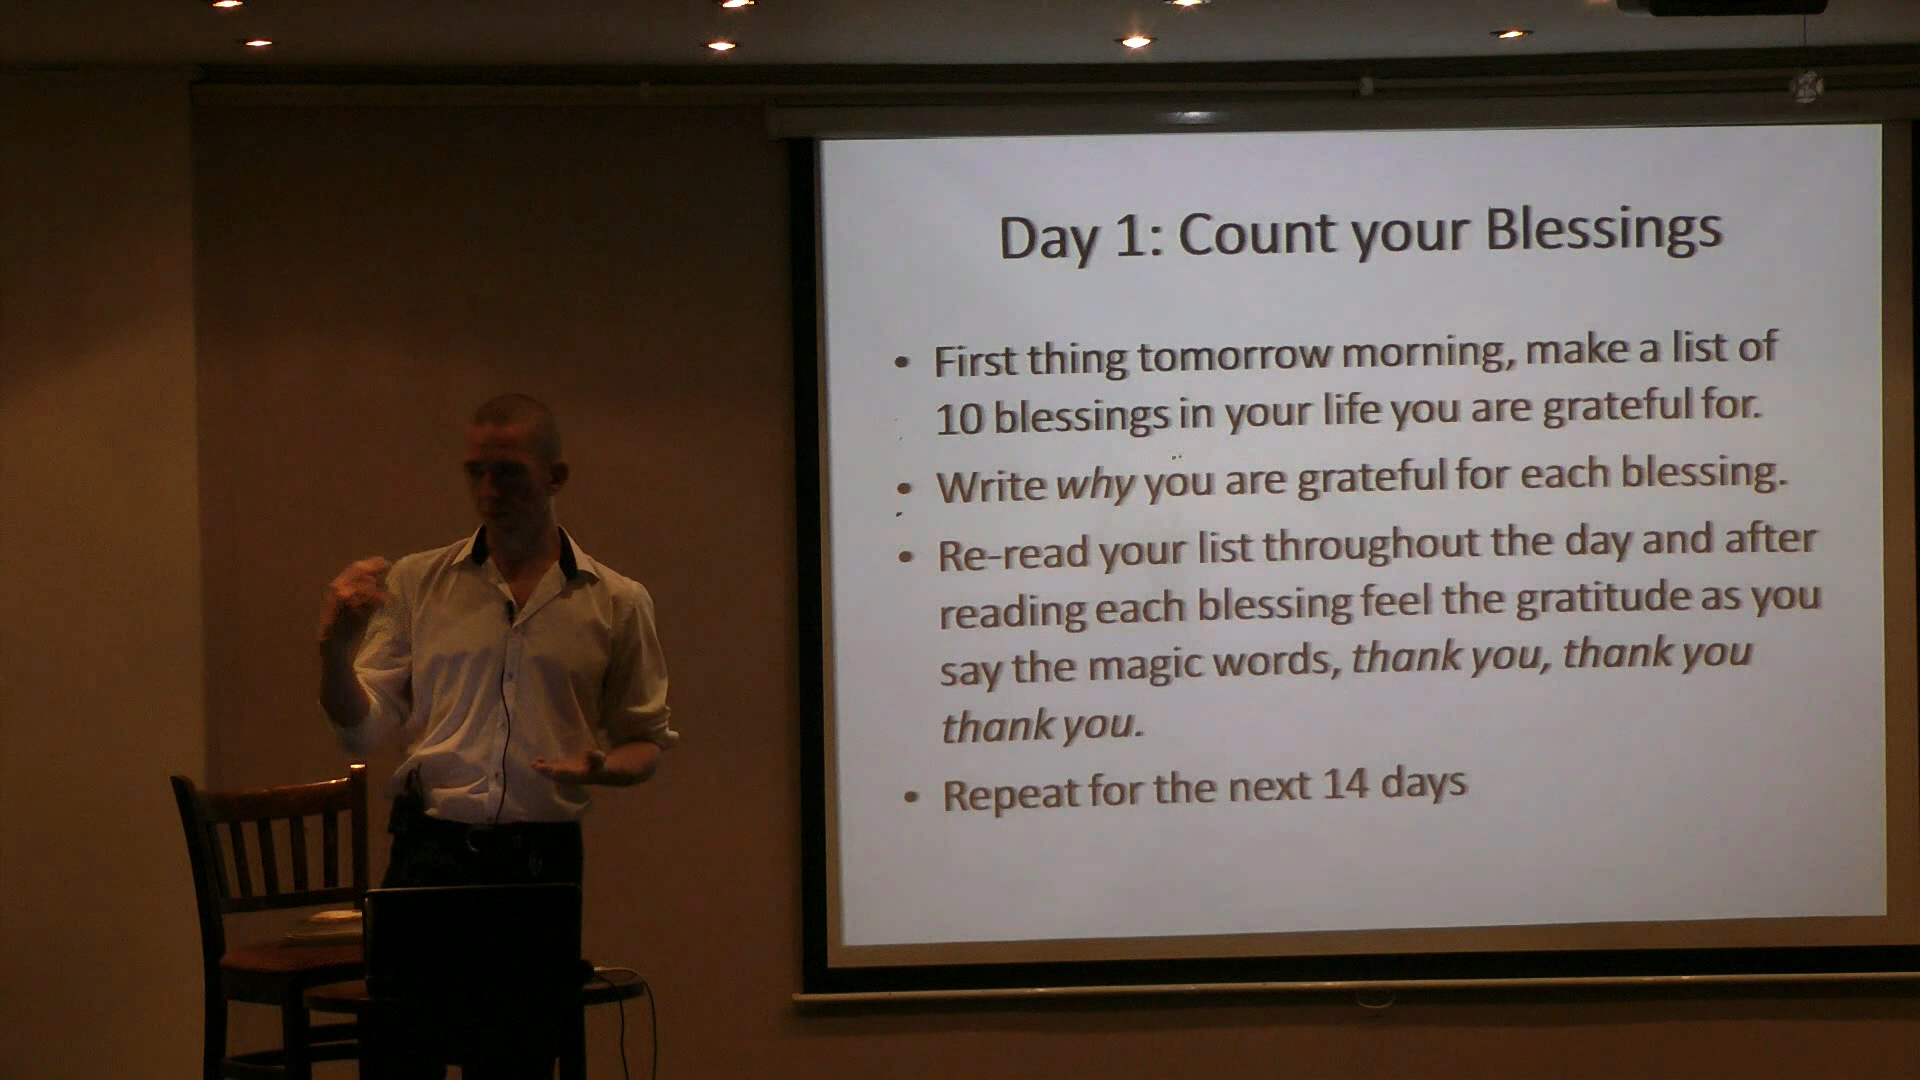 Day 1: Count your Blessings
• First thing tomorrow morning, make a list of
10 blessings in your life you are grateful for.
• Write why you are grateful for each blessing.
• Re-read your list throughout the day and after
reading each blessing feel the gratitude as you
say the magic words, thank you, thank you
thank you.
• Repeat for the next 14 days